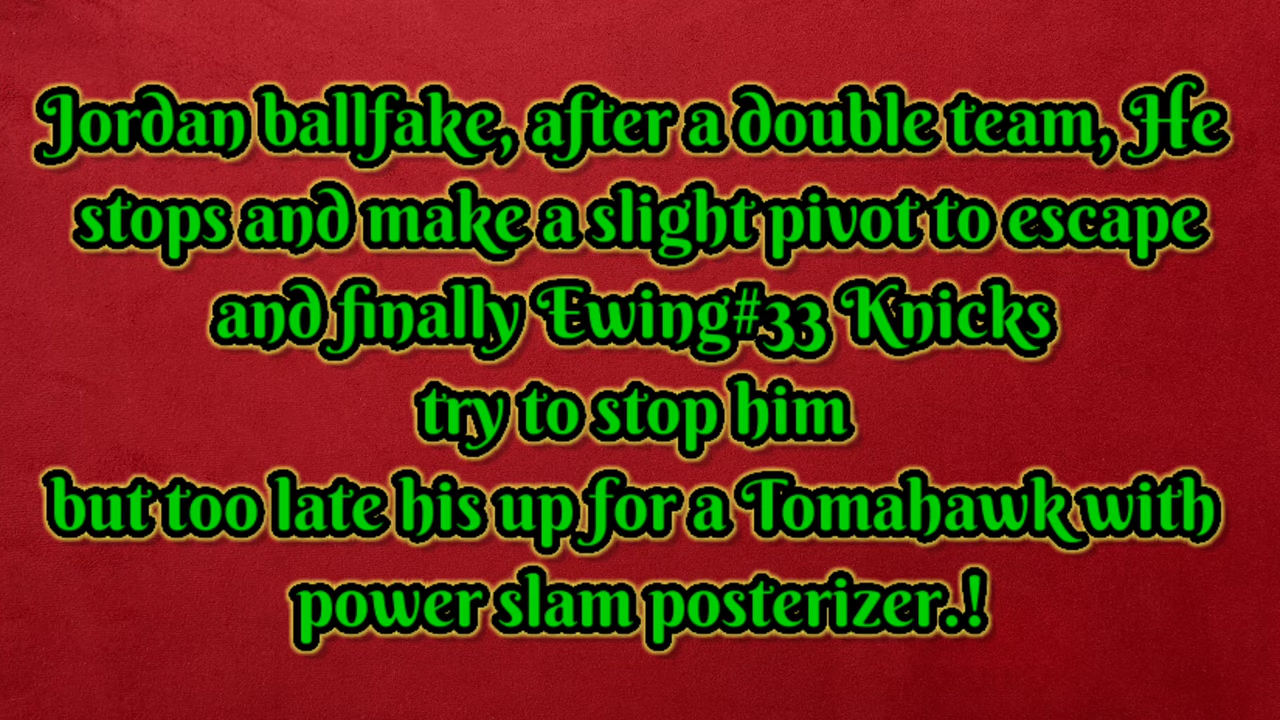 Jordan ballfake, after a double team, He
stops and make a slight pivot to escape
and finally Ewing#33 Knicks
try to stop him
but too late his up for a Tomahawk with
power slam posterizer.!